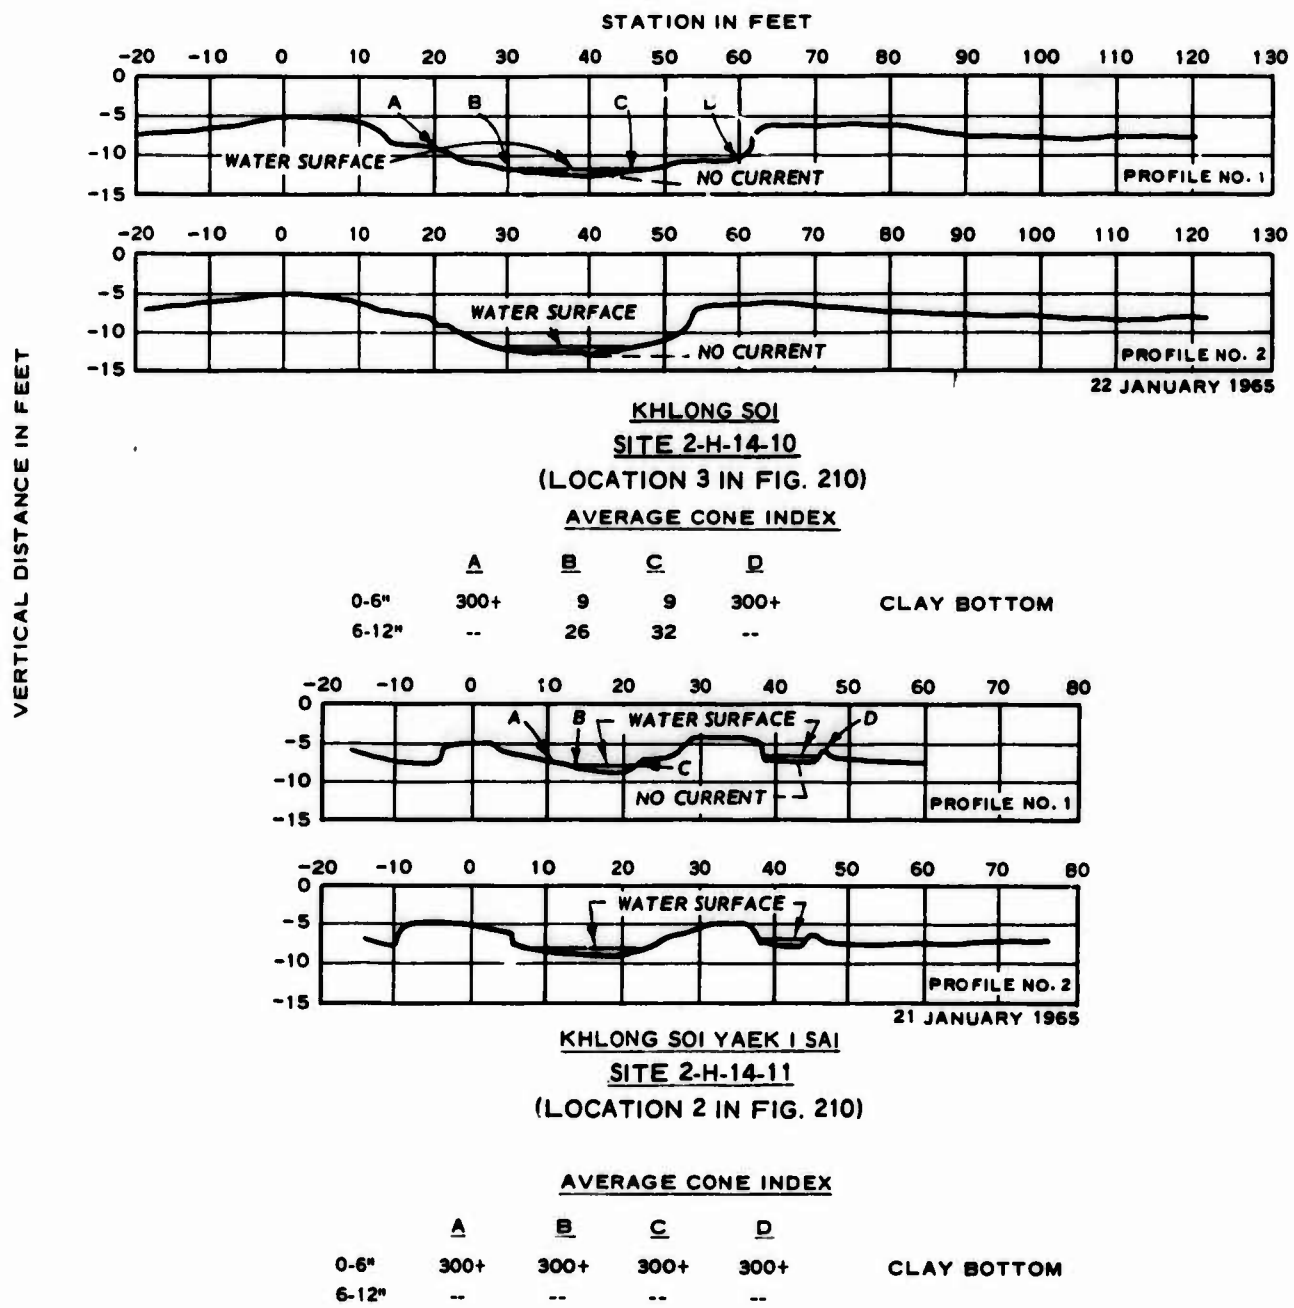 STATION IN FEET
-20 -10 0 10 20 30 40 50 60 70 80 90 100 110 120 130
0
-5
-10
-15
A B C D
WATER SURFACE
NO CURRENT
PROFILE NO. 1
-20 -10 0 10 20 30 40 50 60 70 80 90 100 110 120 130
0
-5
-10
-15
WATER SURFACE
NO CURRENT
PROFILE NO. 2
22 JANUARY 1965
VERTICAL DISTANCE IN FEET
KHLONG SOI
SITE 2-H-14-10
(LOCATION 3 IN FIG. 210)
AVERAGE CONE INDEX
A B C D
0-6" 300+ 9 9 300+ CLAY BOTTOM
6-12" -- 26 32 --
-20 -10 0 10 20 30 40 50 60 70 80
0
-5
-10
-15
A B WATER SURFACE D
C
NO CURRENT
PROFILE NO. 1
-20 -10 0 10 20 30 40 50 60 70 80
0
-5
-10
-15
WATER SURFACE
PROFILE NO. 2
21 JANUARY 1965
KHLONG SOI YAEK I SAI
SITE 2-H-14-11
(LOCATION 2 IN FIG. 210)
AVERAGE CONE INDEX
A B C D
0-6" 300+ 300+ 300+ 300+ CLAY BOTTOM
6-12" -- -- -- --